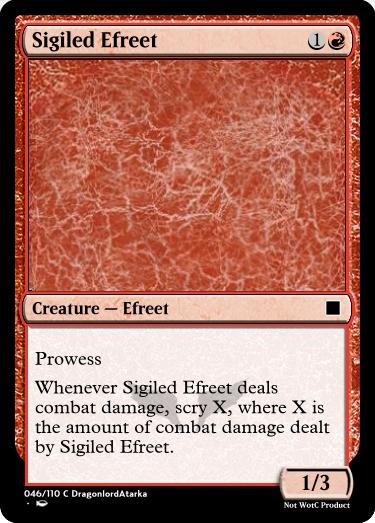 Sigiled Efreet 1
Creature — Efreet
Prowess
Whenever Sigiled Efreet deals
combat damage, scry X, where X is
the amount of combat damage dealt
by Sigiled Efreet.
1/3
046/110 C DragonlordAtarka
Not WotC Product